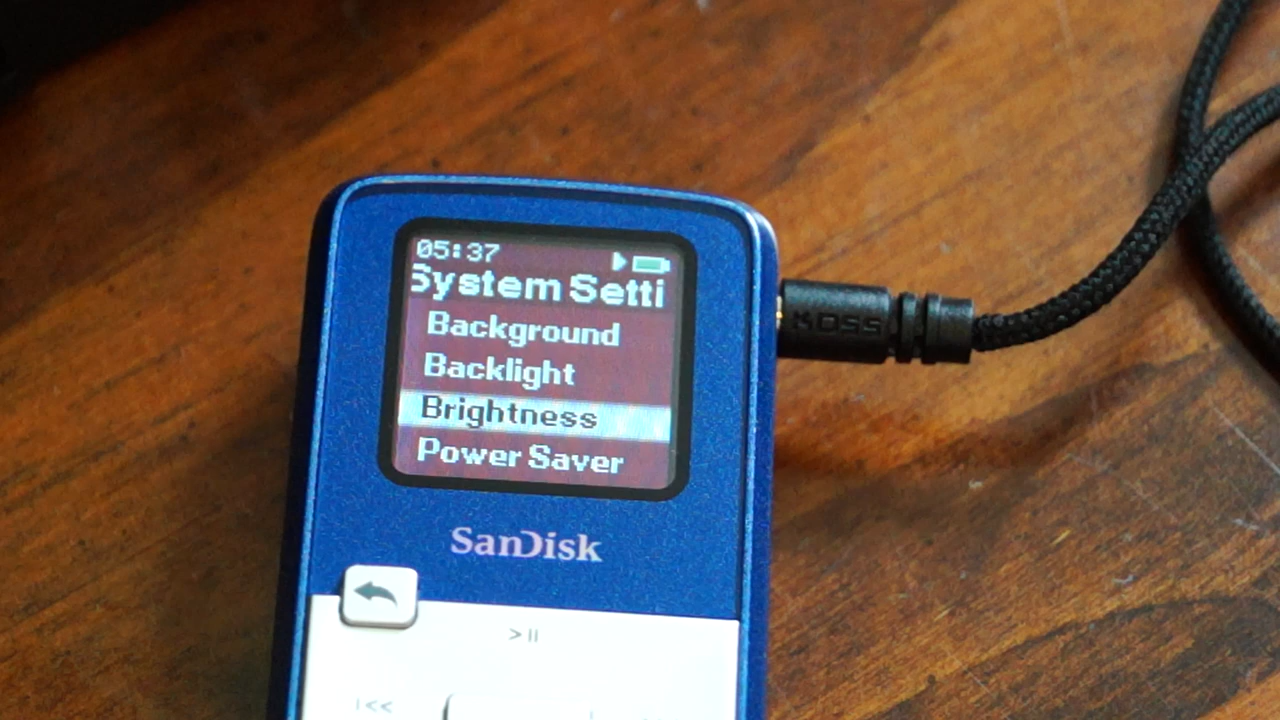 05:37
System Setti
Background
Backlight
Brightness
Power Saver
KOSS
SanDisk